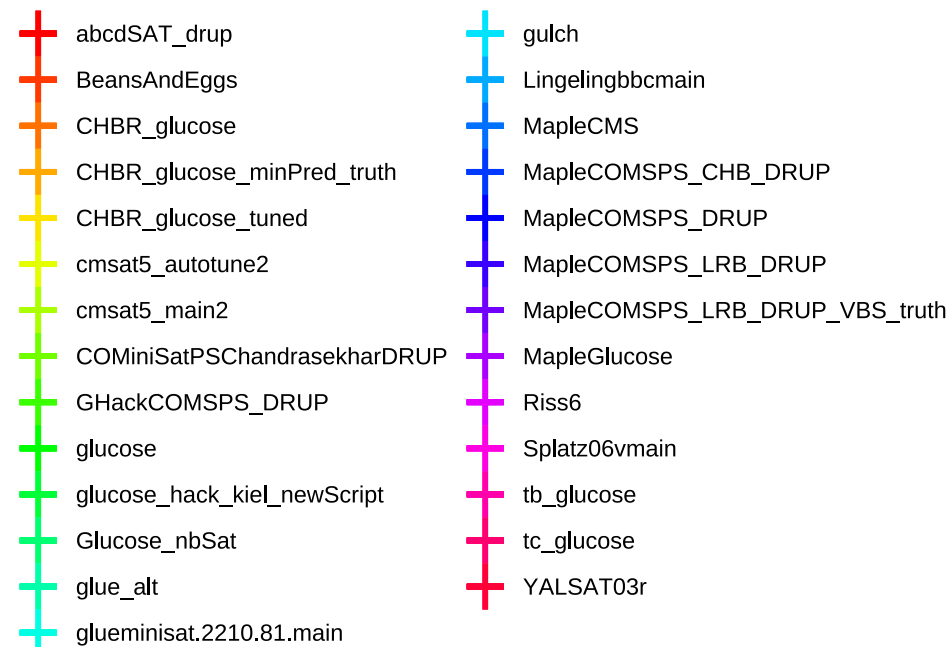 abcdSAT_drup
BeansAndEggs
CHBR_glucose
CHBR_glucose_minPred_truth
CHBR_glucose_tuned
cmsat5_autotune2
cmsat5_main2
COMiniSatPSChandrasekharDRUP
GHackCOMSPS_DRUP
glucose
glucose_hack_kiel_newScript
Glucose_nbSat
glue_alt
glueminisat.2210.81.main
gulch
Lingelingbbcmain
MapleCMS
MapleCOMSPS_CHB_DRUP
MapleCOMSPS_DRUP
MapleCOMSPS_LRB_DRUP
MapleCOMSPS_LRB_DRUP_VBS_truth
MapleGlucose
Riss6
Splatz06vmain
tb_glucose
tc_glucose
YALSAT03r